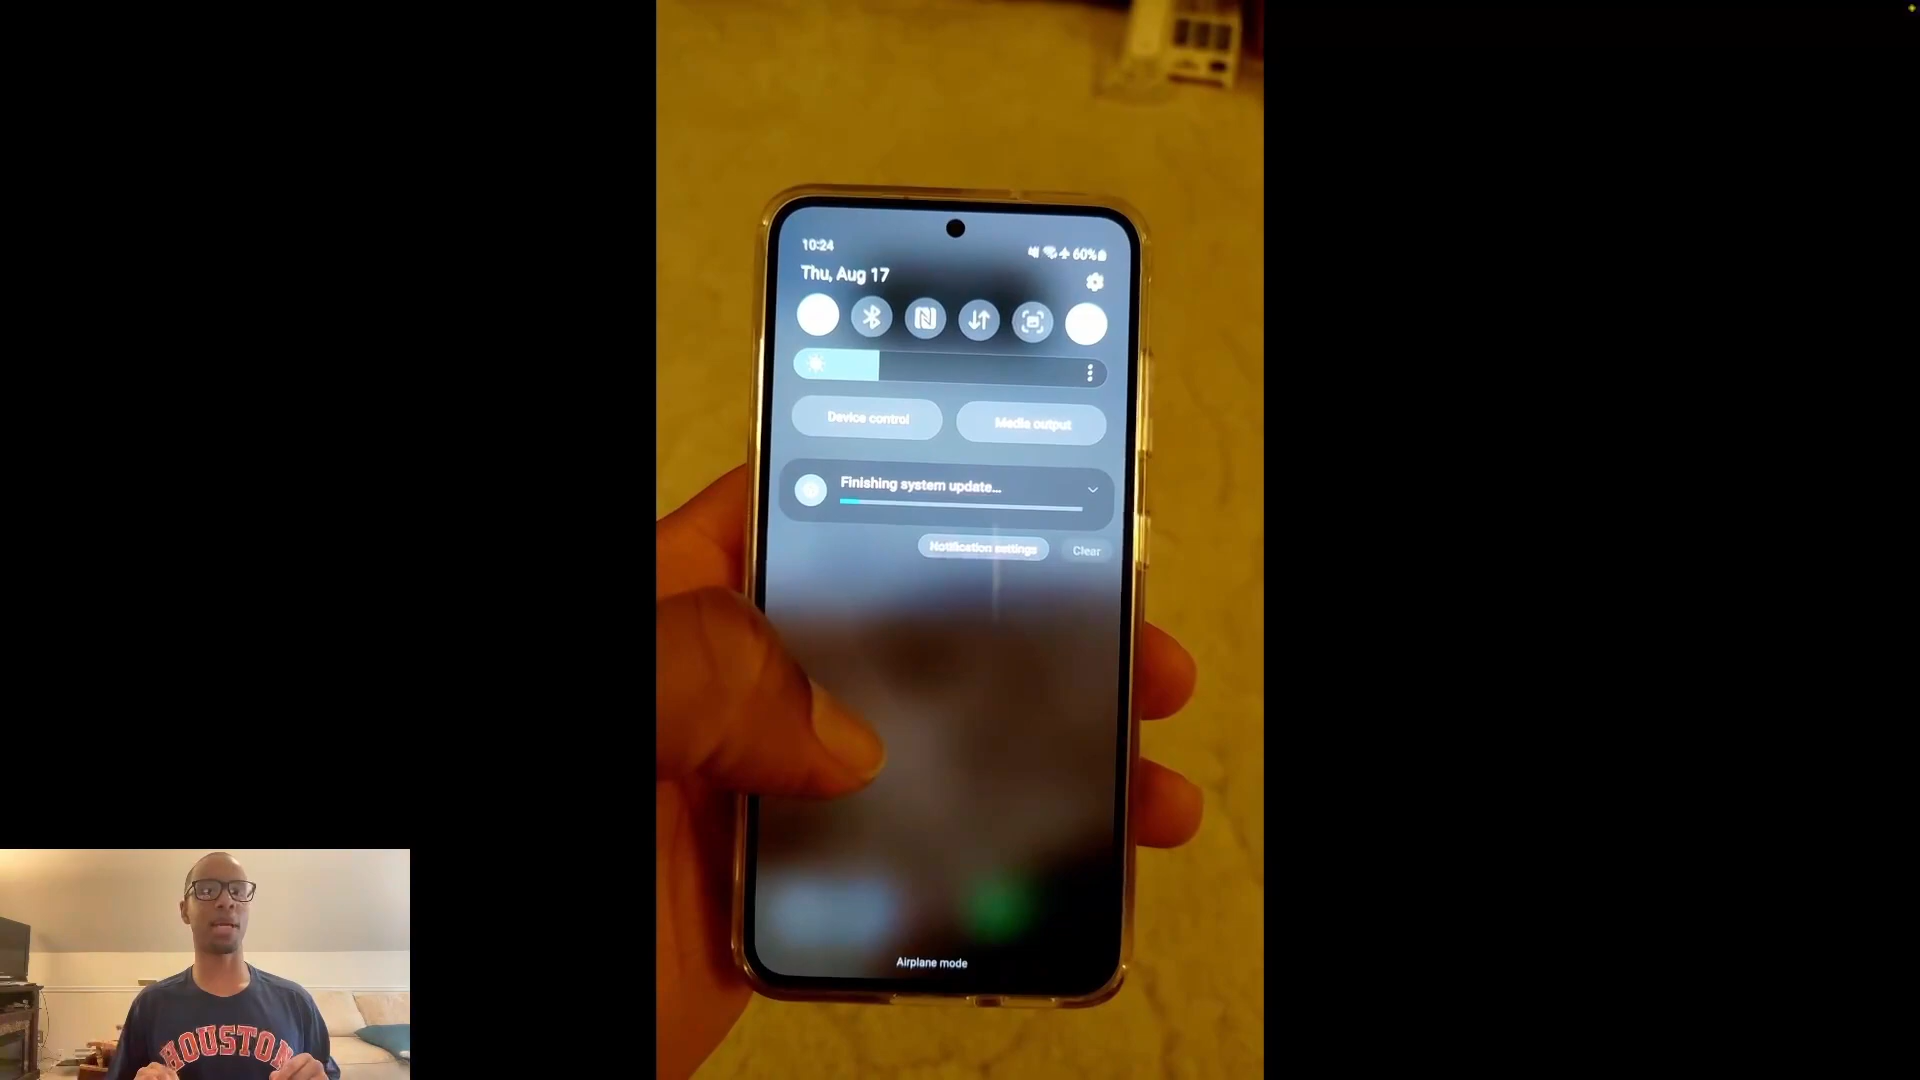 10:24
60%
Thu, Aug 17
Device control
Media output
Finishing system update...
Notification settings
Clear
Airplane mode
HOUSTON